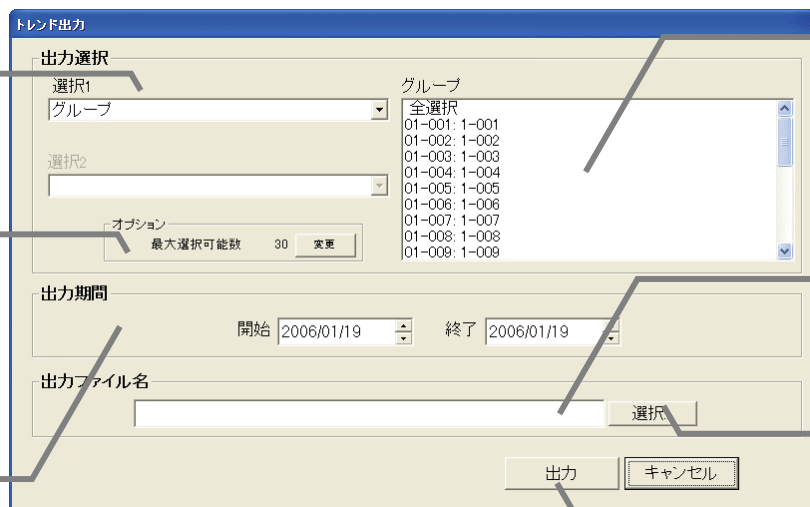 トレンド出力
出力選択
選択1
グループ
選択2
オプション
最大選択可能数 30 変更
グループ
全選択
01-001: 1-001
01-002: 1-002
01-003: 1-003
01-004: 1-004
01-005: 1-005
01-006: 1-006
01-007: 1-007
01-008: 1-008
01-009: 1-009
出力期間
開始 2006/01/19 終了 2006/01/19
出力ファイル名
選択
出力 キャンセル